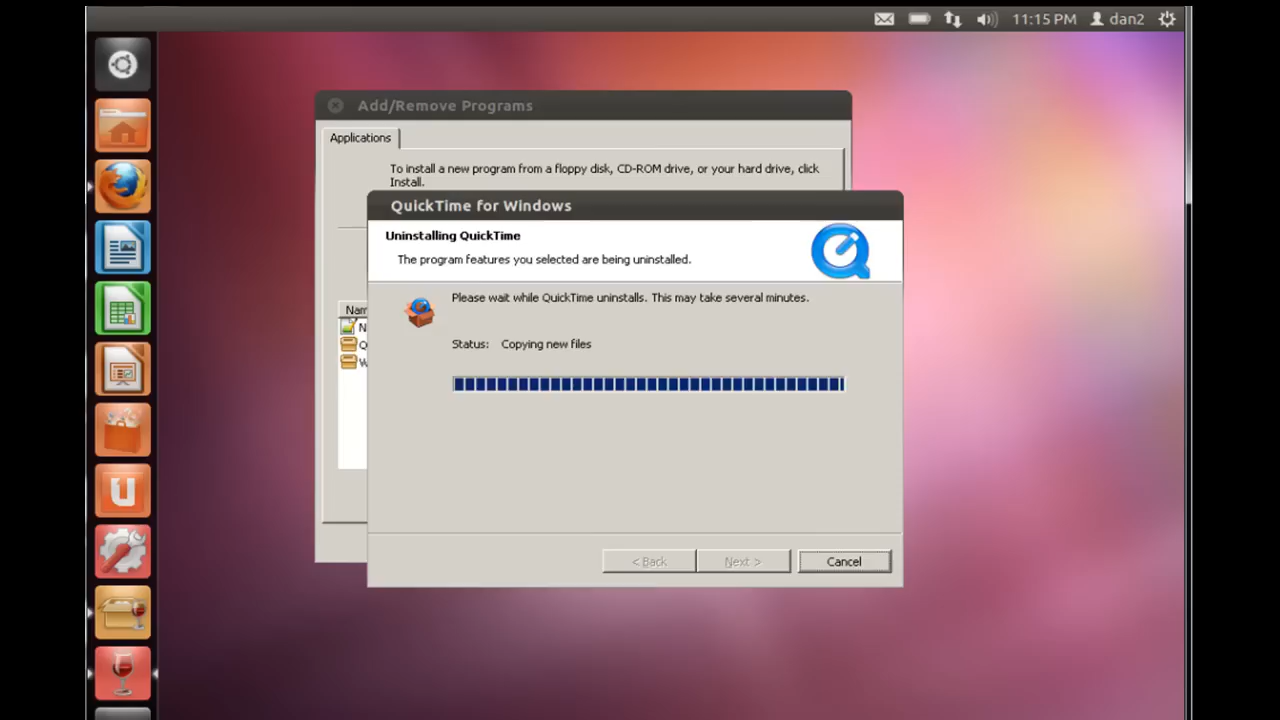 11:15 PM dan2
Add/Remove Programs
Applications
To install a new program from a floppy disk, CD-ROM drive, or your hard drive, click
Install.
QuickTime for Windows
Uninstalling QuickTime
The program features you selected are being uninstalled.
Please wait while QuickTime uninstalls. This may take several minutes.
Status: Copying new files
< Back Next > Cancel